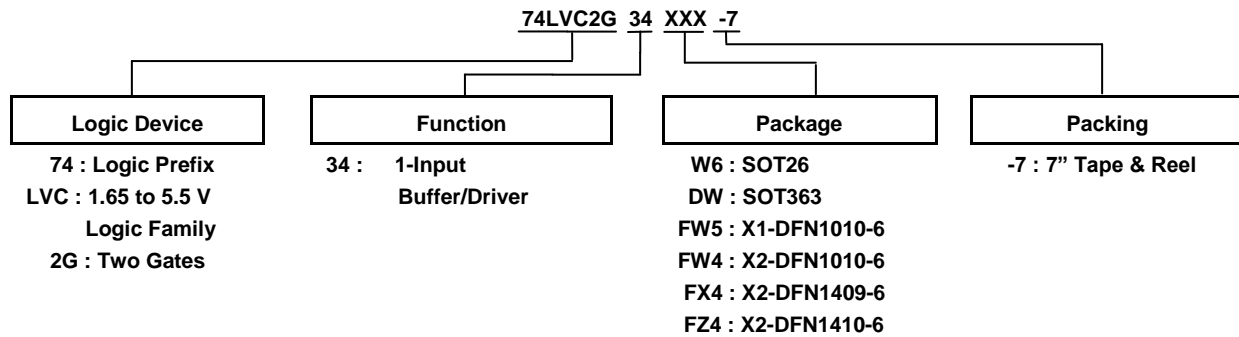 74LVC2G 34 XXX -7
Logic Device
74 : Logic Prefix
LVC : 1.65 to 5.5 V
Logic Family
2G : Two Gates
Function
34 : 1-Input
Buffer/Driver
Package
W6 : SOT26
DW : SOT363
FW5 : X1-DFN1010-6
FW4 : X2-DFN1010-6
FX4 : X2-DFN1409-6
FZ4 : X2-DFN1410-6
Packing
-7 : 7” Tape & Reel